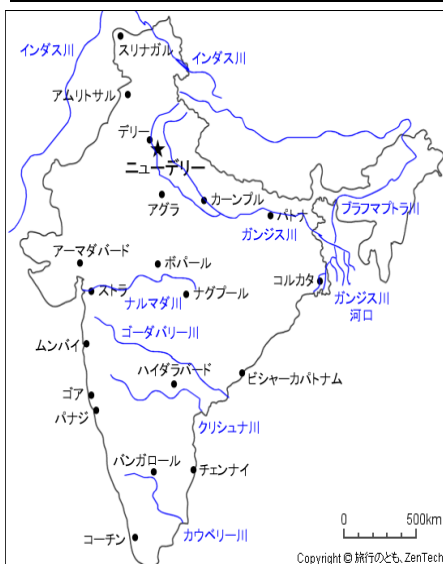 スリナガル
インダス川
インダス川
アムリトサル
デリー
ニューデリー
アグラ
カーンプル
パトナ
ブラフマプトラ川
ガンジス川
アーマダバード
ボパール
コルカタ
ガンジス川
河口
ストラ
ナルマダ川
ナグプール
ゴーダバリー川
ムンバイ
ハイダラバード
ビシャーカパトナム
ゴア
パナジ
クリシュナ川
バンガロール
チェンナイ
カウベリー川
コーチン
0 500km
Copyright © 旅行のとも、ZenTech